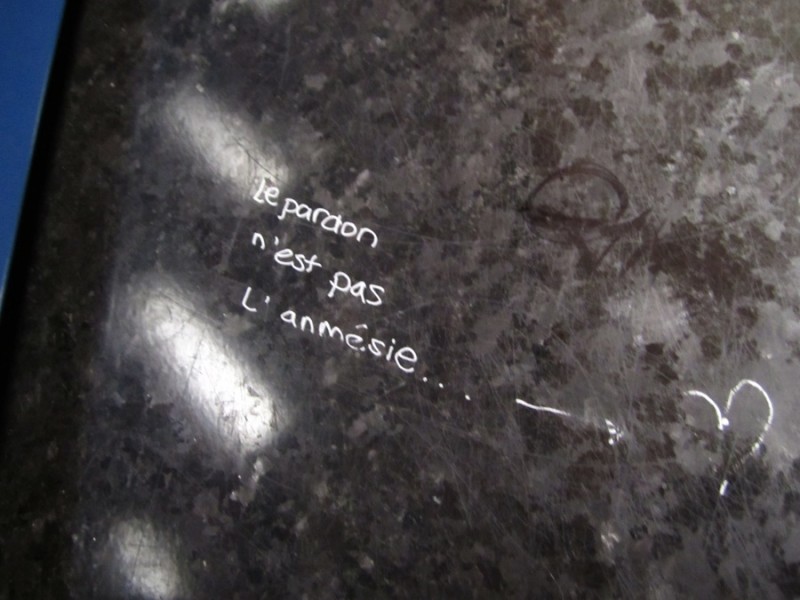 Le pardon
n'est pas
L'anmésie....